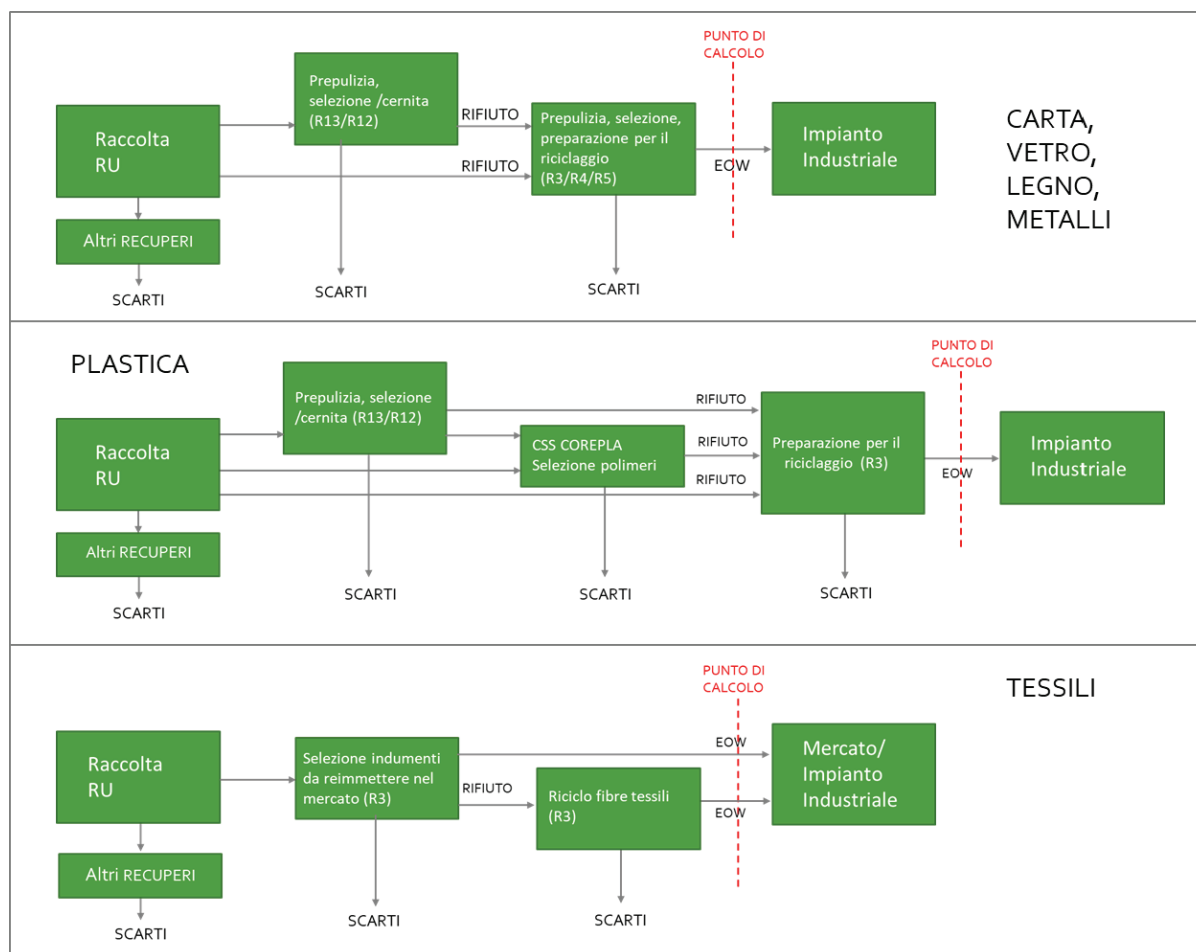 PUNTO DI
CALCOLO
Prepulizia,
selezione /cernita
(R13/R12)
RIFIUTO
Raccolta
RU
Prepulizia, selezione,
preparazione per il
riciclaggio
(R3/R4/R5)
Impianto
Industriale
CARTA,
VETRO,
LEGNO,
METALLI
RIFIUTO
EOW
Altri RECUPERI
SCARTI
SCARTI
SCARTI
PLASTICA
PUNTO DI
CALCOLO
Prepulizia, selezione
/cernita (R13/R12)
RIFIUTO
Raccolta
RU
CSS COREPLA
Selezione polimeri
RIFIUTO
Preparazione per il
riciclaggio (R3)
Impianto
Industriale
RIFIUTO
EOW
Altri RECUPERI
SCARTI
SCARTI
SCARTI
SCARTI
PUNTO DI
CALCOLO
TESSILI
Raccolta
RU
Selezione indumenti
da reimmettere nel
mercato (R3)
EOW
Mercato/
Impianto
Industriale
RIFIUTO
Riciclo fibre tessili
(R3)
EOW
Altri RECUPERI
SCARTI
SCARTI
SCARTI